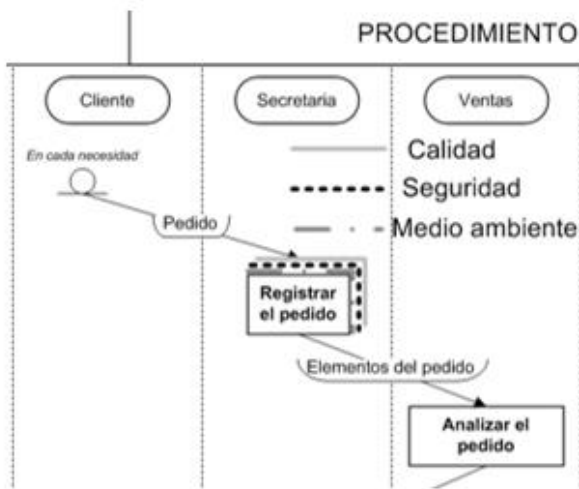 PROCEDIMIENTO
Cliente
Secretaria
Ventas
En cada necesidad
Calidad
Seguridad
Medio ambiente
Pedido
Registrar
el pedido
Elementos del pedido
Analizar el
pedido